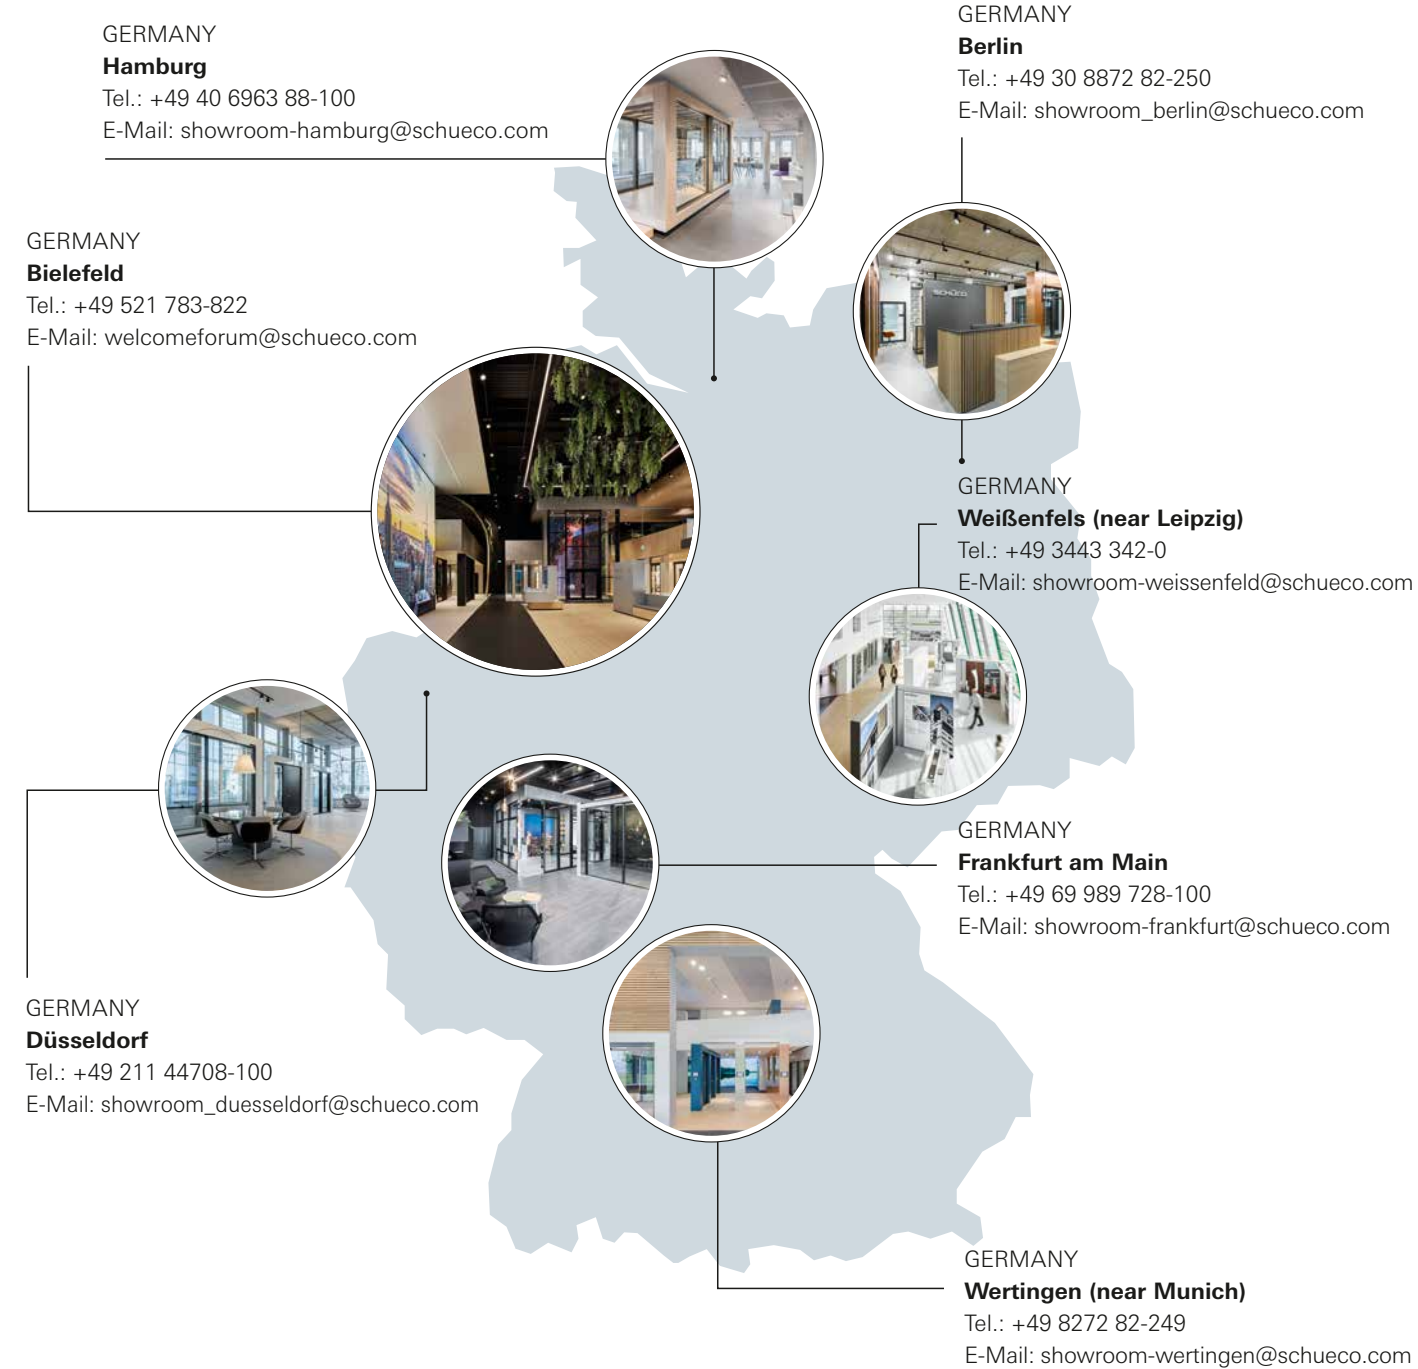 GERMANY
Hamburg
Tel.: +49 40 6963 88-100
E-Mail: showroom-hamburg@schueco.com
GERMANY
Berlin
Tel.: +49 30 8872 82-250
E-Mail: showroom_berlin@schueco.com
GERMANY
Bielefeld
Tel.: +49 521 783-822
E-Mail: welcomeforum@schueco.com
SCHÜCO
GERMANY
Weißenfels (near Leipzig)
Tel.: +49 3443 342-0
E-Mail: showroom-weissenfeld@schueco.com
GERMANY
Frankfurt am Main
Tel.: +49 69 989 728-100
E-Mail: showroom-frankfurt@schueco.com
GERMANY
Düsseldorf
Tel.: +49 211 44708-100
E-Mail: showroom_duesseldorf@schueco.com
GERMANY
Wertingen (near Munich)
Tel.: +49 8272 82-249
E-Mail: showroom-wertingen@schueco.com